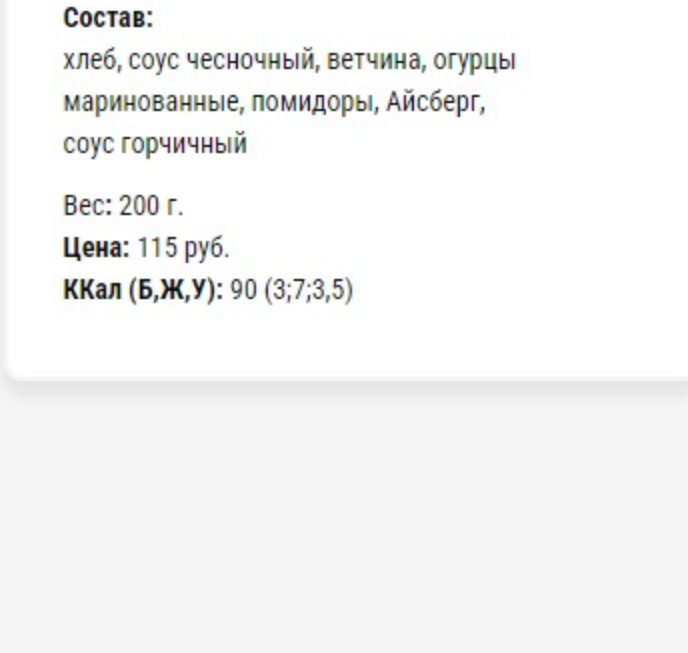 Состав:
хлеб, соус чесночный, ветчина, огурцы
маринованные, помидоры, Айсберг,
соус горчичный
Вес: 200 г.
Цена: 115 руб.
ККал (Б,Ж,У): 90 (3;7;3,5)